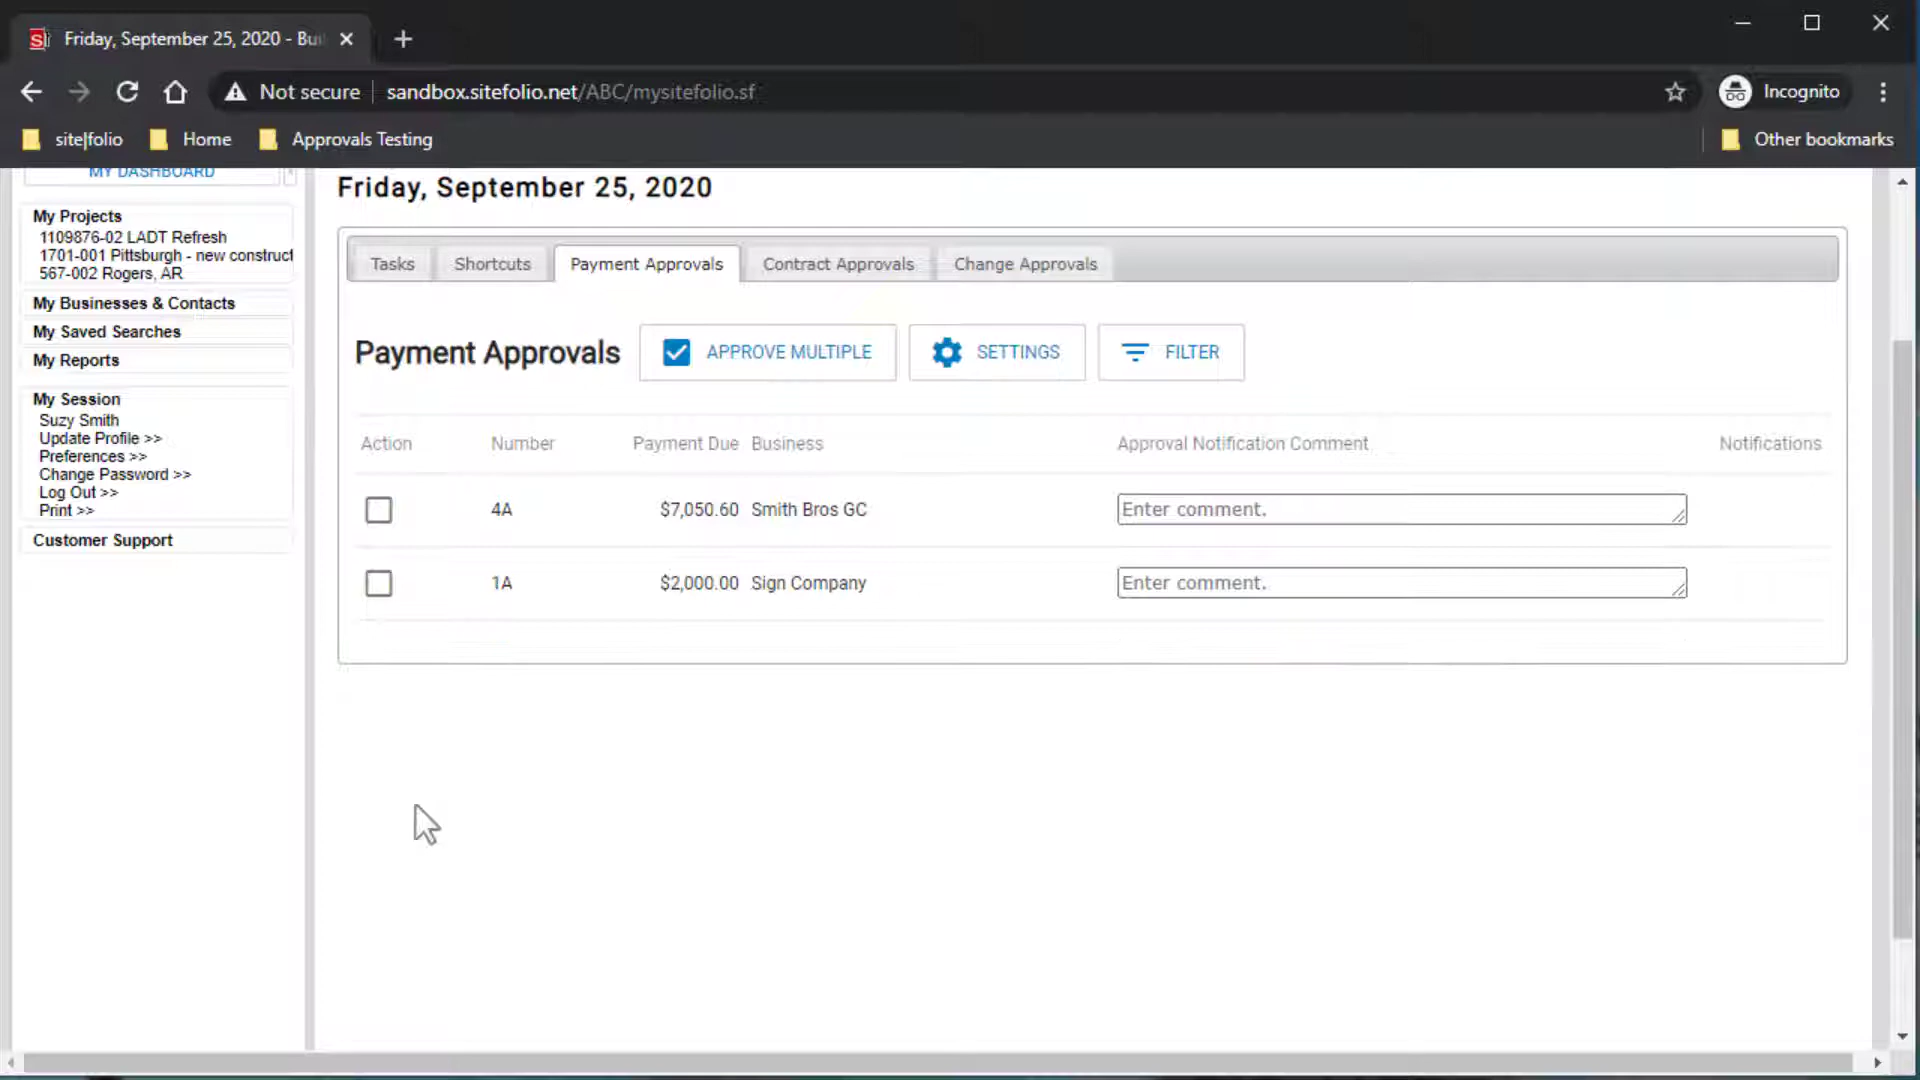 Friday, September 25, 2020 - Bui
Not secure
sandbox.sitefolio.net/ABC/mysitefolio.sf
Incognito
site|folio
Home
Approvals Testing
Other bookmarks
MY DASHBOARD
My Projects
1109876-02 LADT Refresh
1701-001 Pittsburgh - new construct
567-002 Rogers, AR
My Businesses & Contacts
My Saved Searches
My Reports
My Session
Suzy Smith
Update Profile >>
Preferences >>
Change Password >>
Log Out >>
Print >>
Customer Support
Friday, September 25, 2020
Tasks
Shortcuts
Payment Approvals
Contract Approvals
Change Approvals
Payment Approvals
APPROVE MULTIPLE
SETTINGS
FILTER
Action Number Payment Due Business Approval Notification Comment Notifications
4A $7,050.60 Smith Bros GC Enter comment.
1A $2,000.00 Sign Company Enter comment.